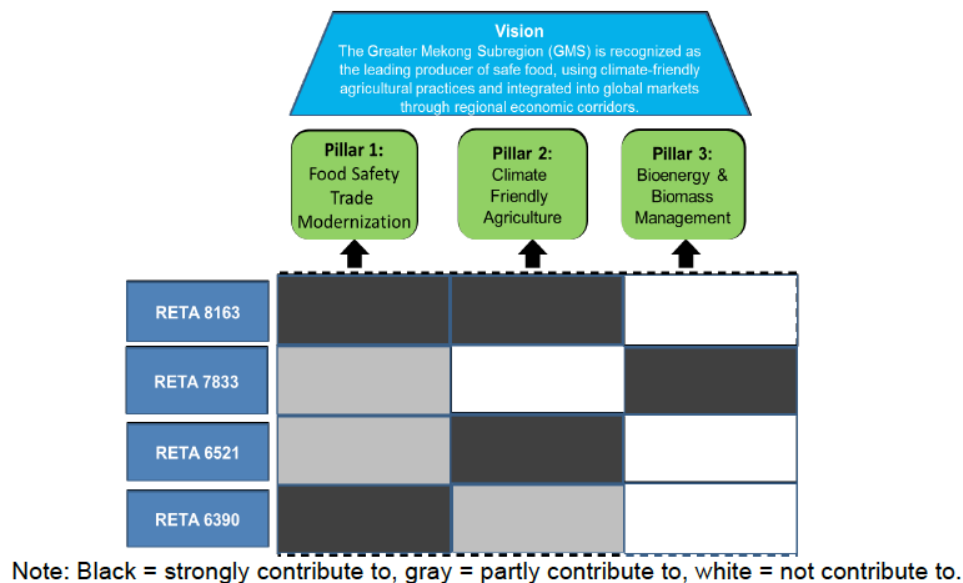 Vision
The Greater Mekong Subregion (GMS) is recognized as
the leading producer of safe food, using climate-friendly
agricultural practices and integrated into global markets
through regional economic corridors.
Pillar 1:
Food Safety
Trade
Modernization
Pillar 2:
Climate
Friendly
Agriculture
Pillar 3:
Bioenergy &
Biomass
Management
RETA 8163
RETA 7833
RETA 6521
RETA 6390
Note: Black = strongly contribute to, gray = partly contribute to, white = not contribute to.